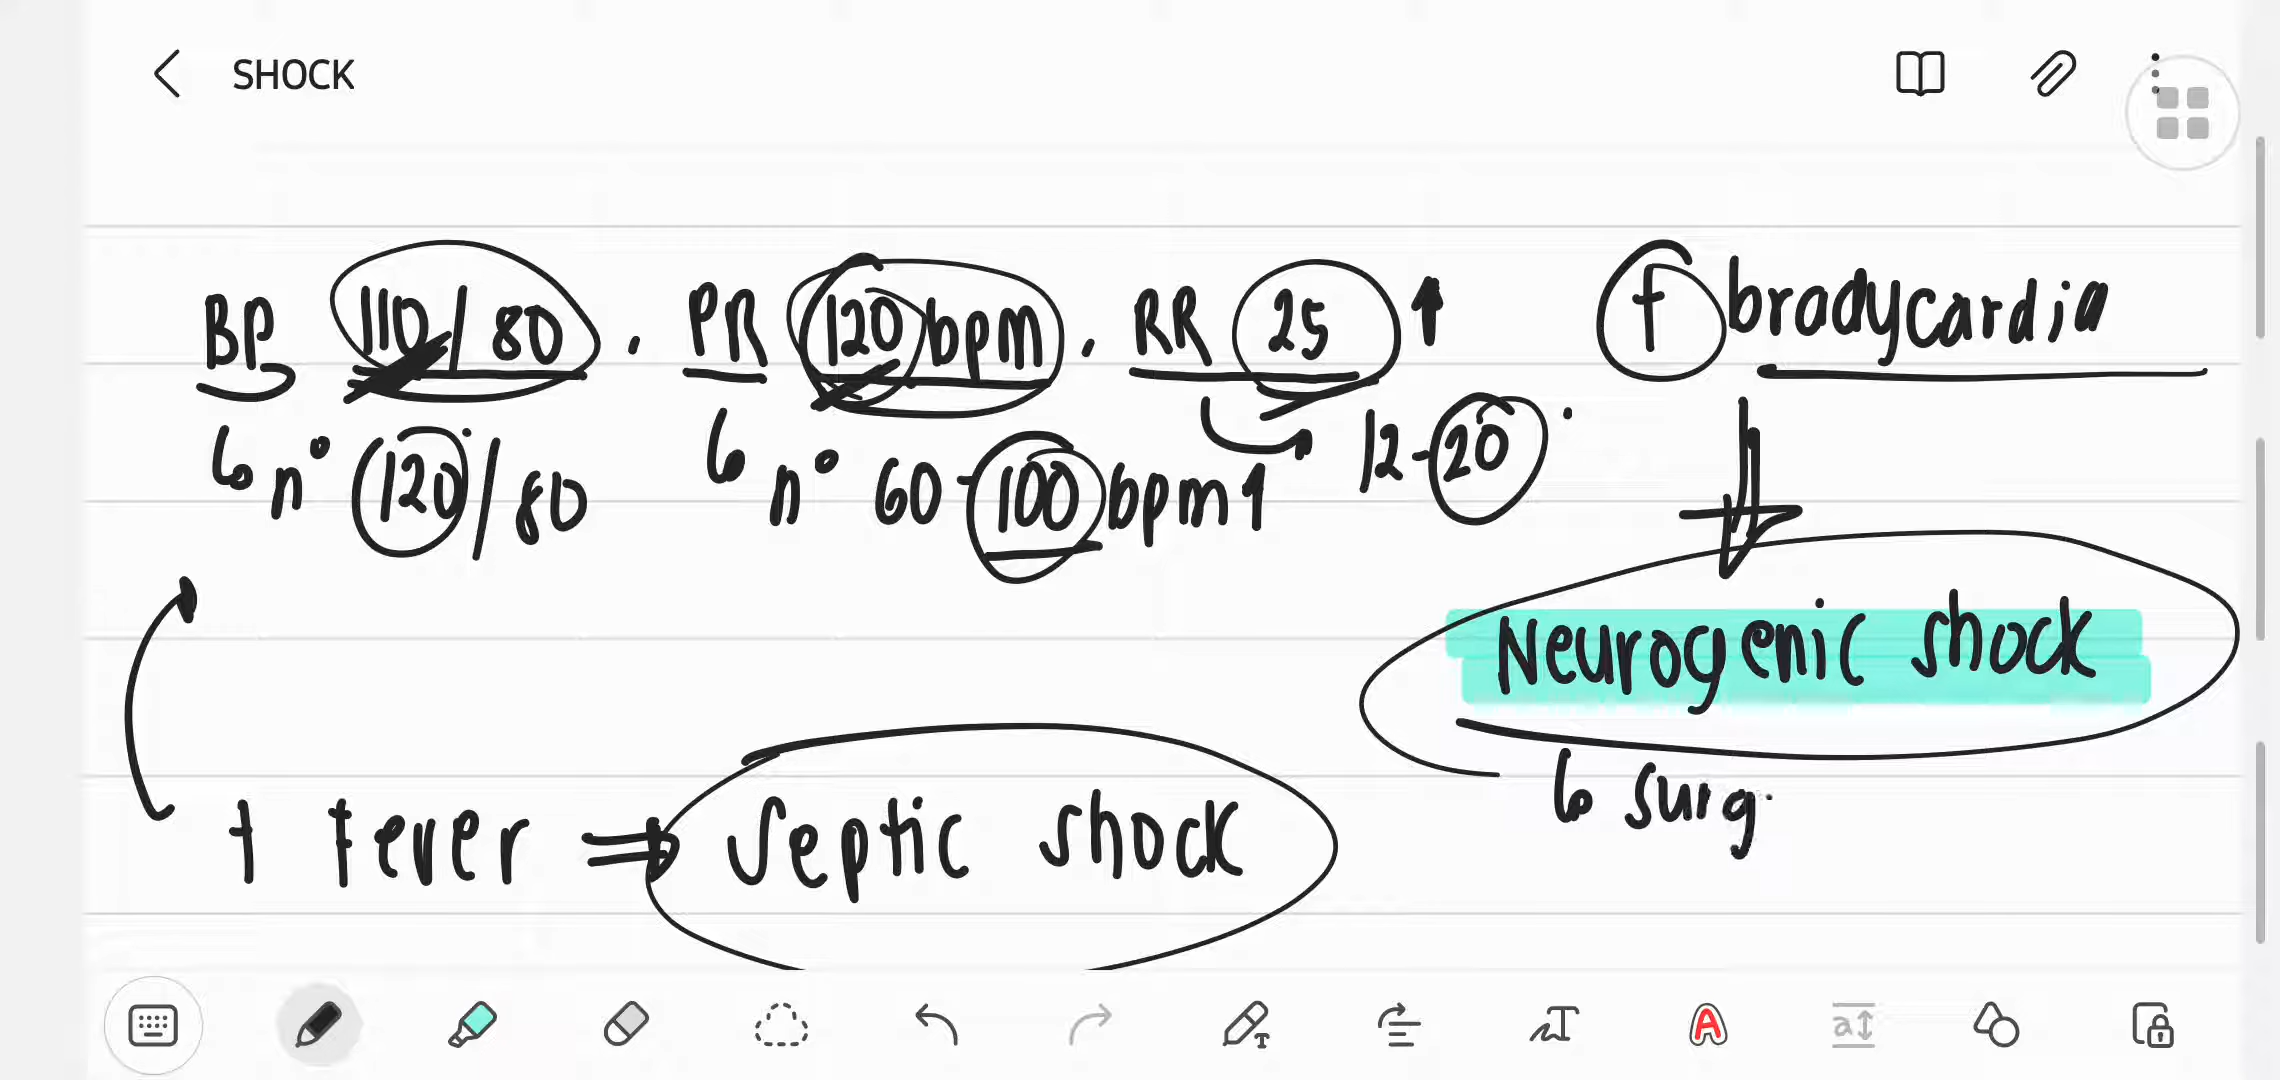 SHOCK
BP 110/80 . PR 120 bpm . RR 25 ↑ + bradycardia
n° 120/80 n° 60-100 bpm ↑ 12-20
Neurogenic shock
surg
+ fever ⇒ Septic shock